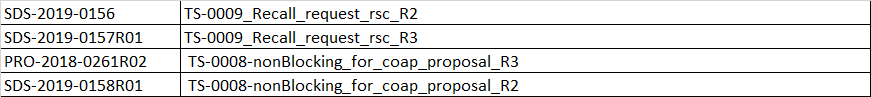 SDS-2019-0156 TS-0009_Recall_request_rsc_R2
SDS-2019-0157R01 TS-0009_Recall_request_rsc_R3
PRO-2018-0261R02 TS-0008-nonBlocking_for_coap_proposal_R3
SDS-2019-0158R01 TS-0008-nonBlocking_for_coap_proposal_R2